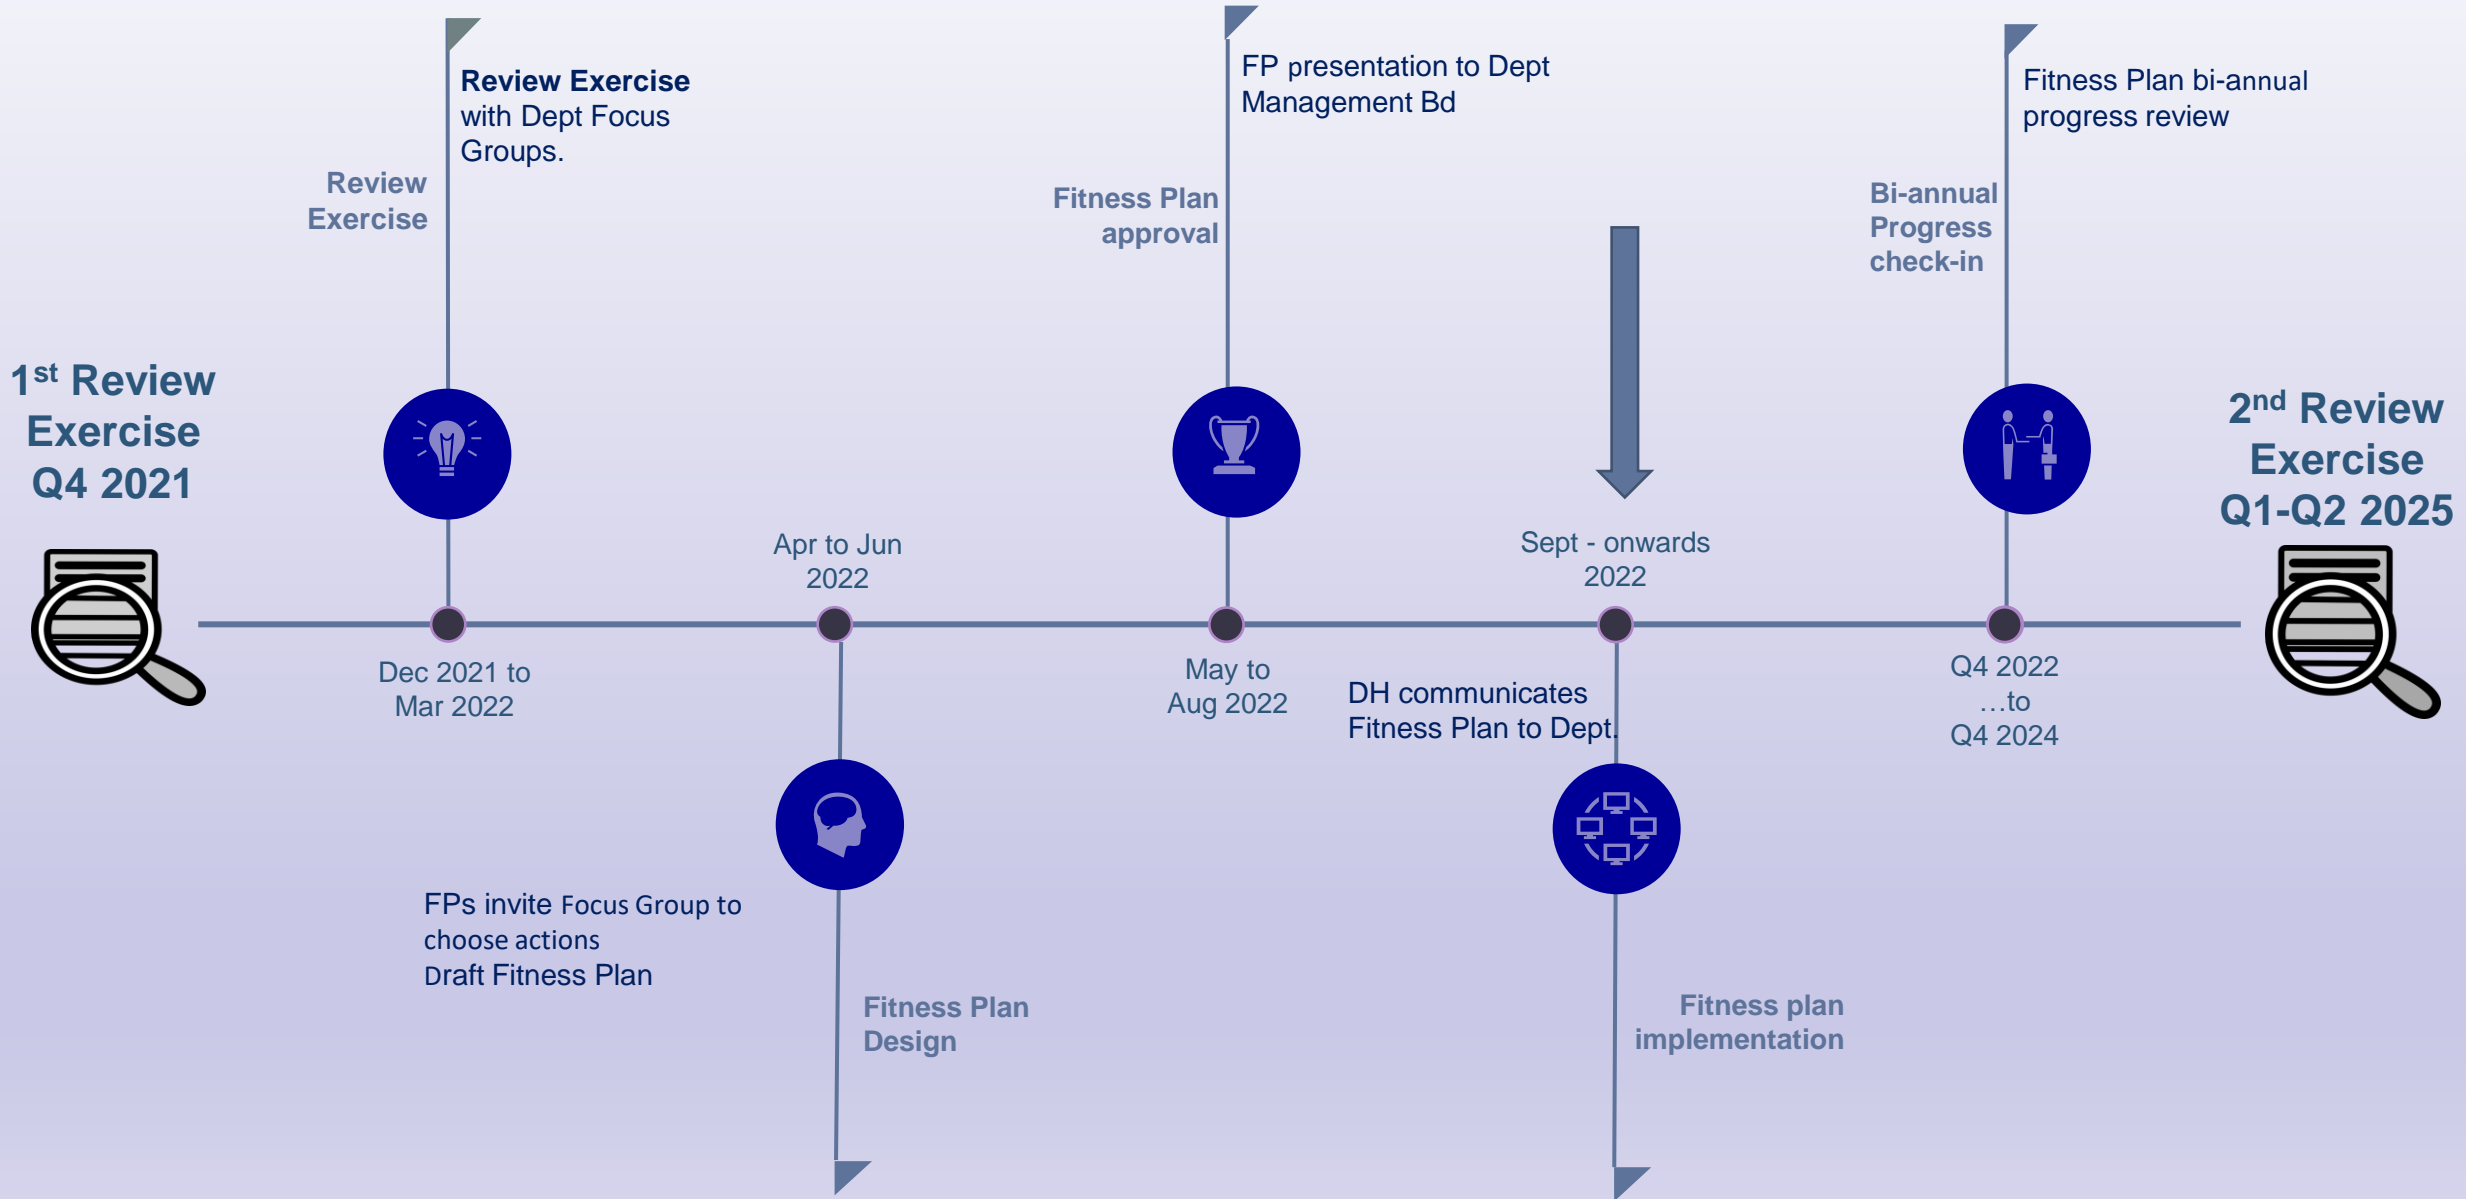 1st Review
Exercise
Q4 2021
Review Exercise
with Dept Focus
Groups.
Review
Exercise
Dec 2021 to
Mar 2022
Apr to Jun
2022
FPs invite Focus Group to
choose actions
Draft Fitness Plan
Fitness Plan
Design
FP presentation to Dept
Management Bd
Fitness Plan
approval
May to
Aug 2022
Sept - onwards
2022
DH communicates
Fitness Plan to Dept.
Fitness plan
implementation
Fitness Plan bi-annual
progress review
Bi-annual
Progress
check-in
Q4 2022
…to
Q4 2024
2nd Review
Exercise
Q1-Q2 2025